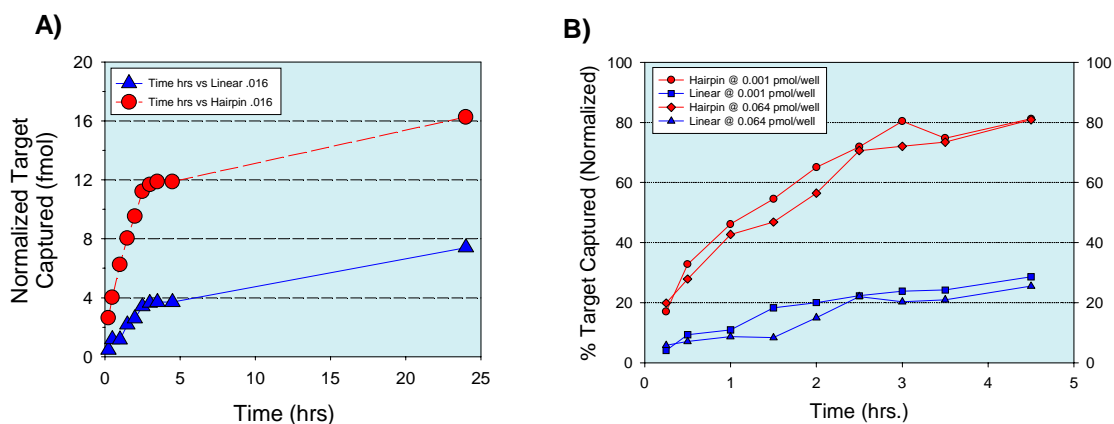 A)
Normalized Target
Captured (fmol)
20
16
12
8
4
0
Time hrs vs Linear .016
Time hrs vs Hairpin .016
0 5 10 15 20 25
Time (hrs)
B)
% Target Captured (Normalized)
100
80
60
40
20
0
Hairpin @ 0.001 pmol/well
Linear @ 0.001 pmol/well
Hairpin @ 0.064 pmol/well
Linear @ 0.064 pmol/well
100
80
60
40
20
0
0 1 2 3 4 5
Time (hrs.)